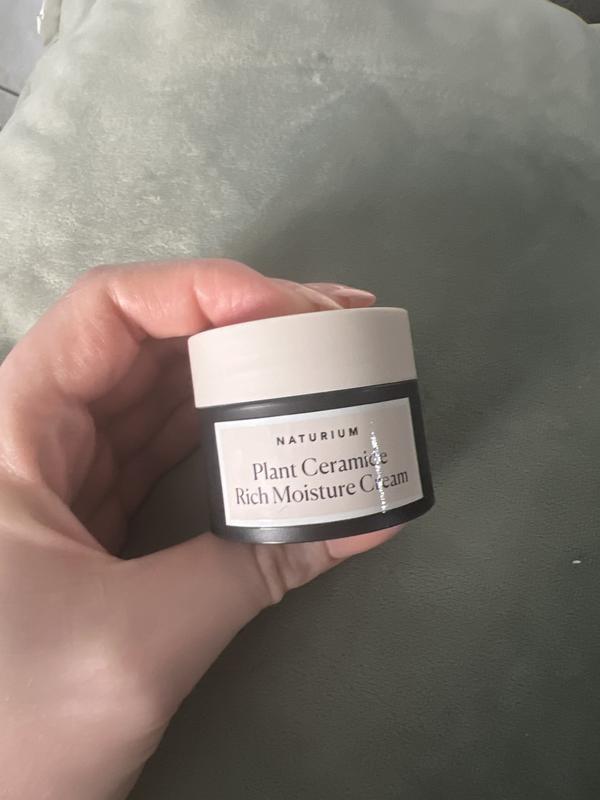 NATURIUM
Plant Ceramide
Rich Moisture Cream